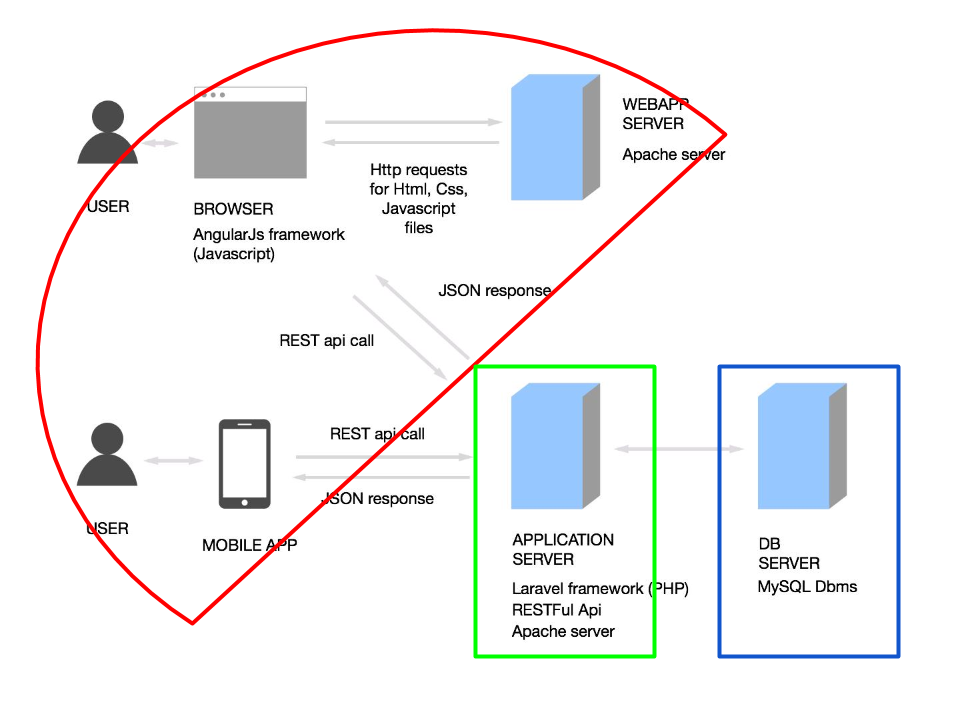 WEBAPP
SERVER
Apache server
Http requests
for Html, Css,
Javascript
files
USER
BROWSER
AngularJs framework
(Javascript)
JSON response
REST api call
REST api call
JSON response
USER
MOBILE APP
APPLICATION
SERVER
Laravel framework (PHP)
RESTFul Api
Apache server
DB
SERVER
MySQL Dbms